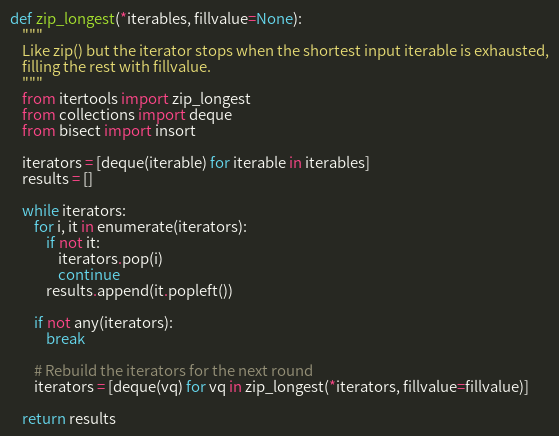 def zip_longest(*iterables, fillvalue=None):
"""
Like zip() but the iterator stops when the shortest input iterable is exhausted,
filling the rest with fillvalue.
"""
from itertools import zip_longest
from collections import deque
from bisect import insort
iterators = [deque(iterable) for iterable in iterables]
results = []
while iterators:
for i, it in enumerate(iterators):
if not it:
iterators.pop(i)
continue
results.append(it.popleft())
if not any(iterators):
break
# Rebuild the iterators for the next round
iterators = [deque(vq) for vq in zip_longest(*iterators, fillvalue=fillvalue)]
return results